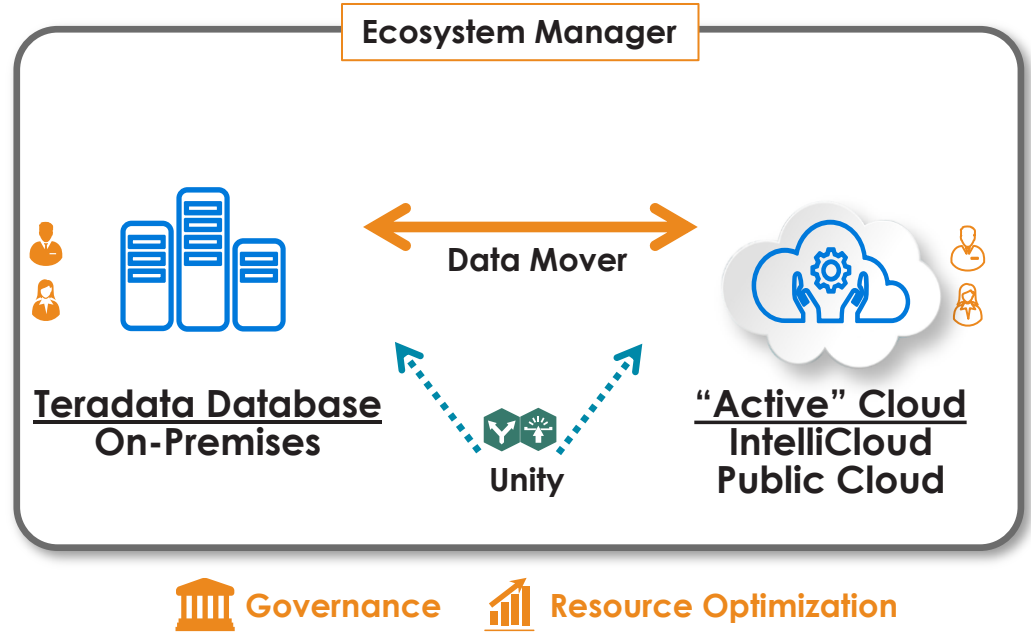 Ecosystem Manager
Data Mover
Teradata Database
On-Premises
“Active” Cloud
IntelliCloud
Public Cloud
Unity
Governance
Resource Optimization